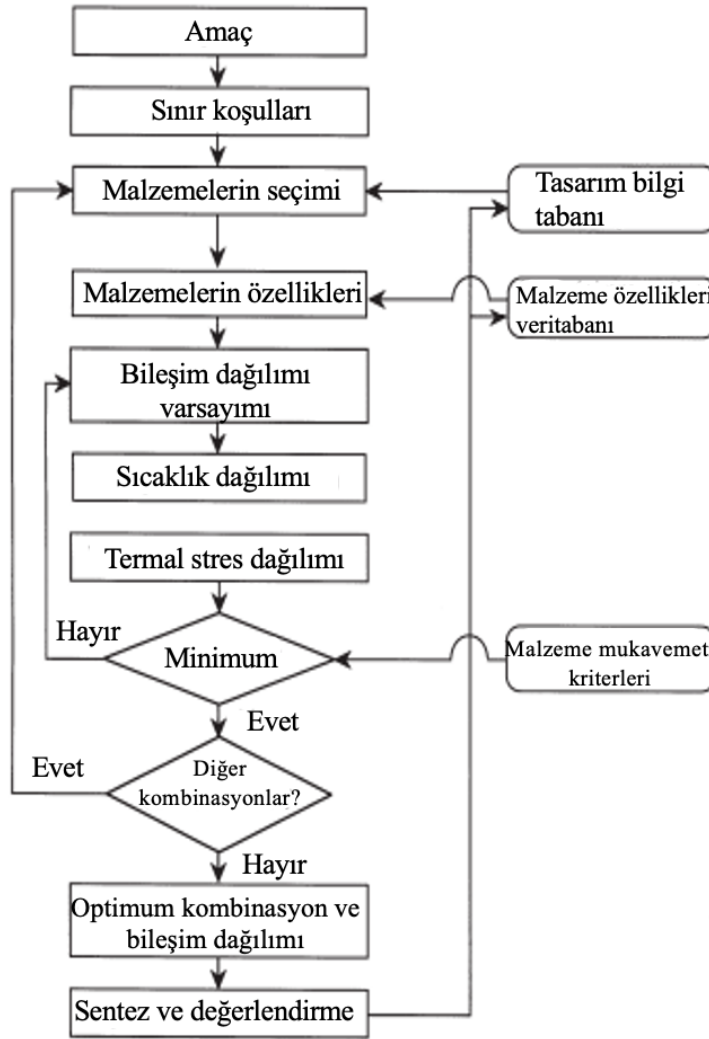 Amaç
Sınır koşulları
Malzemelerin seçimi
Tasarım bilgi
tabanı
Malzemelerin özellikleri
Malzeme özellikleri
veritabanı
Bileşim dağılımı
varsayımı
Sıcaklık dağılımı
Termal stres dağılımı
Hayır
Minimum
Malzeme mukavemet
kriterleri
Evet
Evet
Diğer
kombinasyonlar?
Hayır
Optimum kombinasyon ve
bileşim dağılımı
Sentez ve değerlendirme